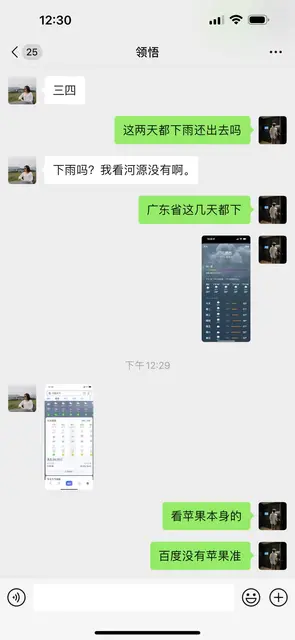 12:30
25
领悟
三四
这两天都下雨还出去吗
下雨吗？我看河源没有啊。
广东省这几天都下
下午12:29
看苹果本身的
百度没有苹果准